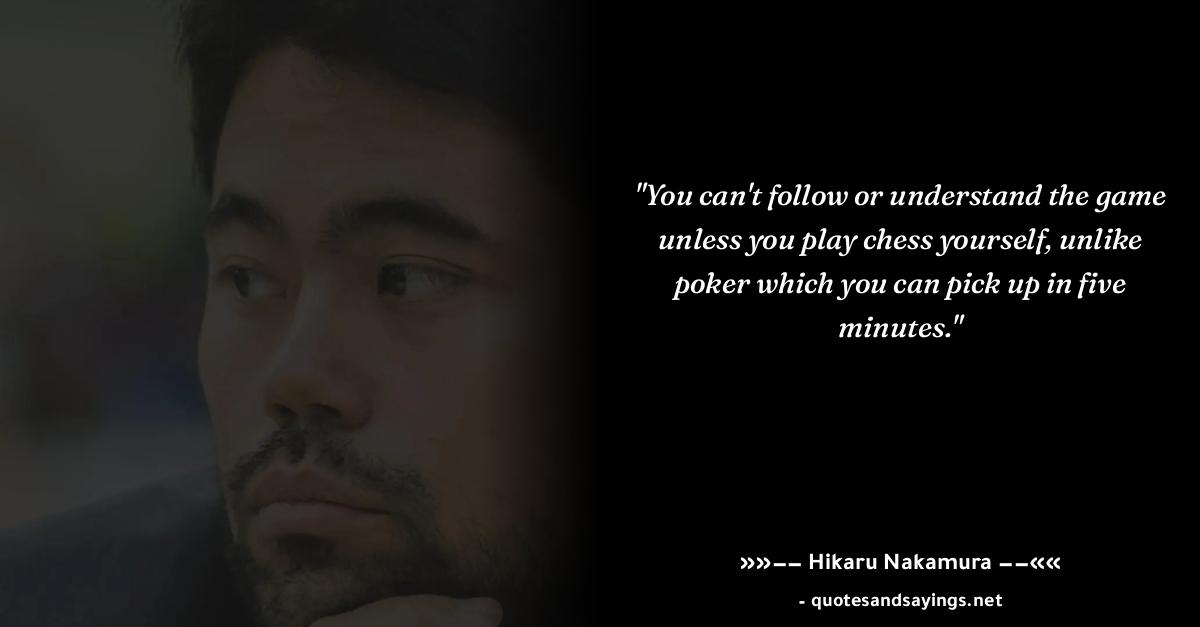 "You can't follow or understand the game
unless you play chess yourself, unlike
poker which you can pick up in five
minutes."
»»–– Hikaru Nakamura ––««
- quotesandsayings.net